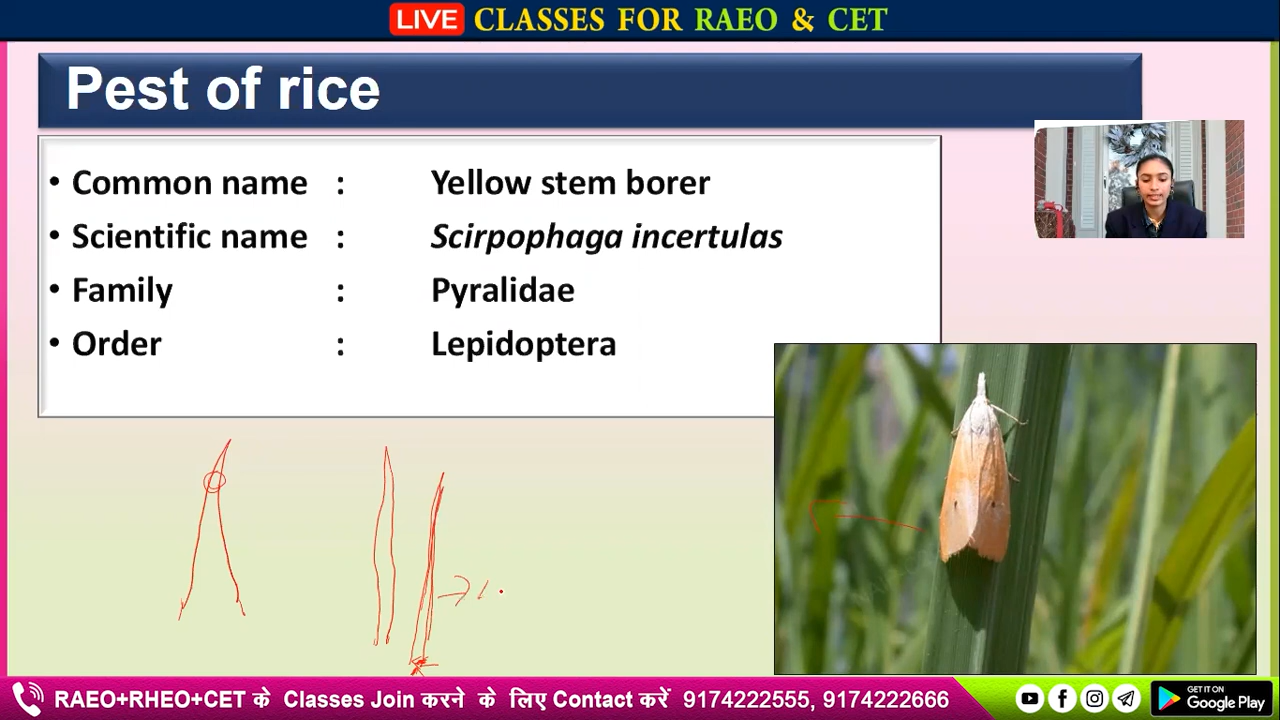 LIVE CLASSES FOR RAEO & CET
Pest of rice
• Common name : Yellow stem borer
• Scientific name : Scirpophaga incertulas
• Family : Pyralidae
• Order : Lepidoptera
RAEO+RHEO+CET के Classes Join करने के लिए Contact करें 9174222555, 9174222666
GET IT ON
Google Play